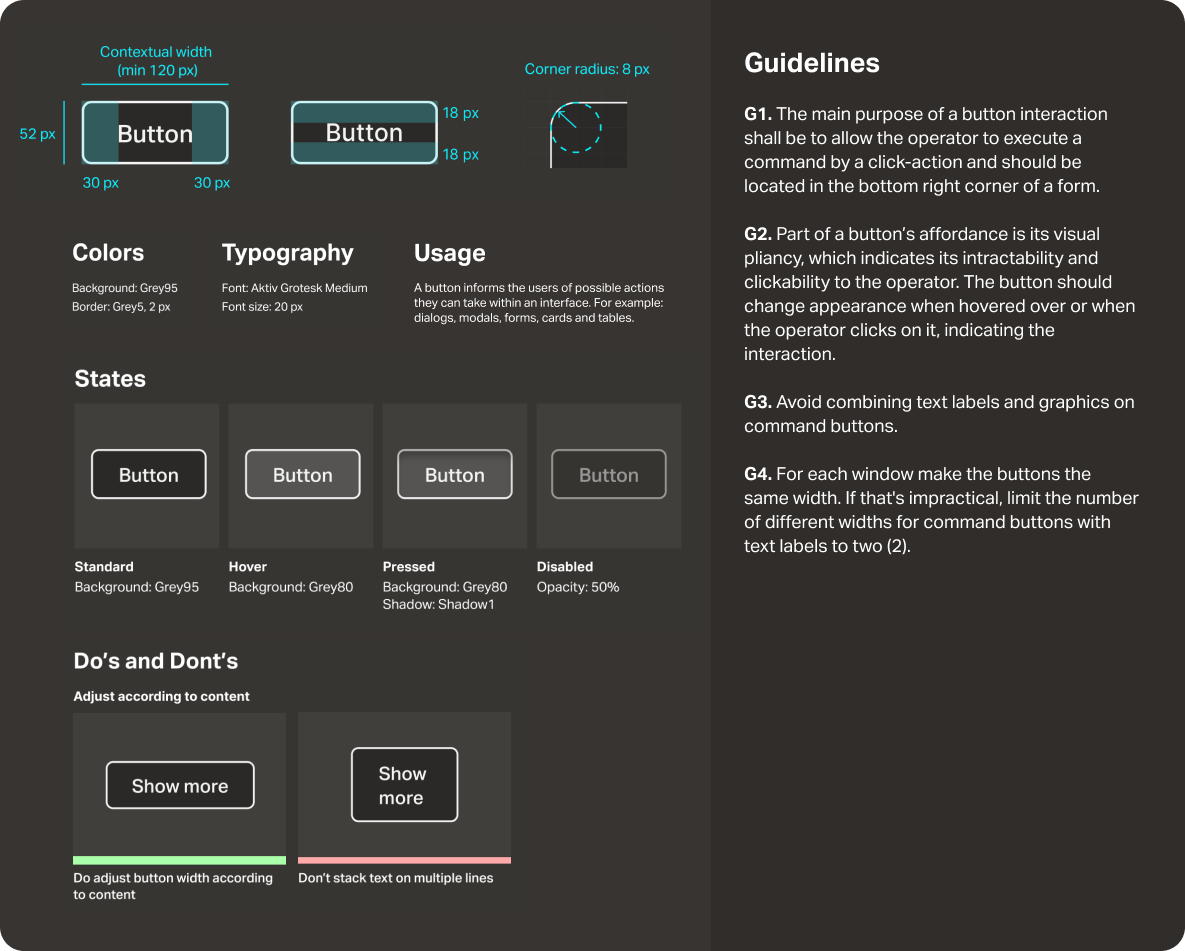 Contextual width
(min 120 px)
52 px
Button
30 px
30 px
Button
18 px
18 px
Corner radius: 8 px
Colors
Background: Grey95
Border: Grey5, 2 px
Typography
Font: Aktiv Grotesk Medium
Font size: 20 px
Usage
A button informs the users of possible actions
they can take within an interface. For example:
dialogs, modals, forms, cards and tables.
States
Button
Button
Button
Button
Standard
Background: Grey95
Hover
Background: Grey80
Pressed
Background: Grey80
Shadow: Shadow1
Disabled
Opacity: 50%
Do’s and Dont’s
Adjust according to content
Show more
Show
more
Do adjust button width according
to content
Don’t stack text on multiple lines
Guidelines
G1. The main purpose of a button interaction
shall be to allow the operator to execute a
command by a click-action and should be
located in the bottom right corner of a form.
G2. Part of a button’s affordance is its visual
pliancy, which indicates its intractability and
clickability to the operator. The button should
change appearance when hovered over or when
the operator clicks on it, indicating the
interaction.
G3. Avoid combining text labels and graphics on
command buttons.
G4. For each window make the buttons the
same width. If that's impractical, limit the number
of different widths for command buttons with
text labels to two (2).